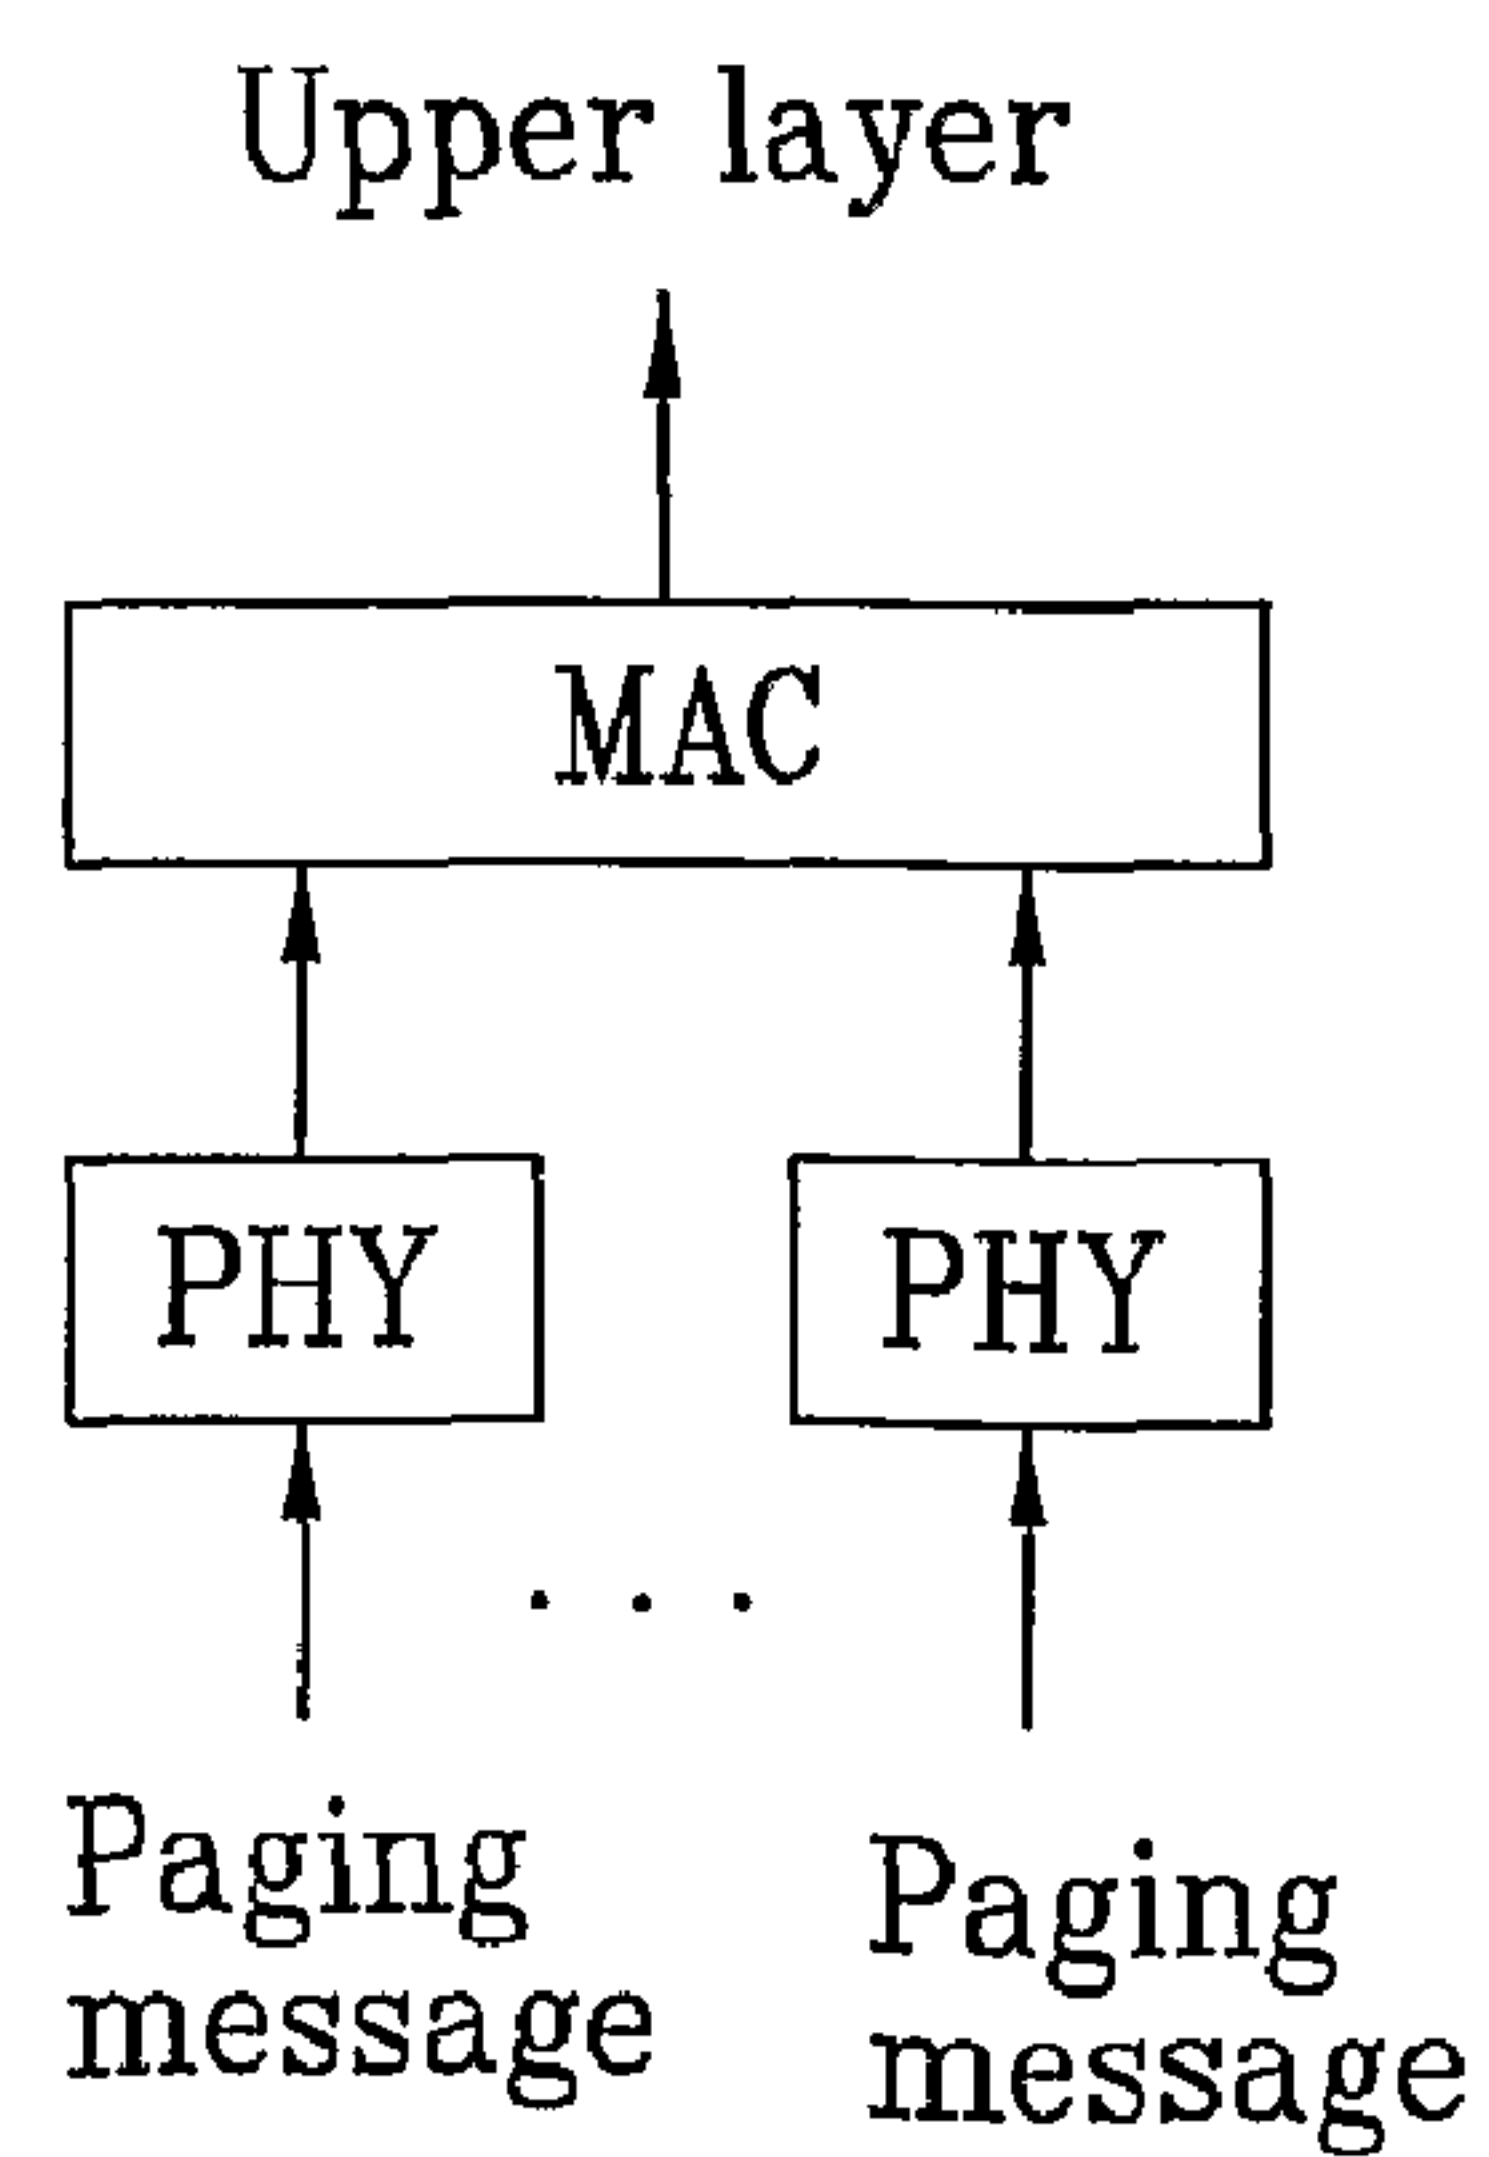 Upper layer
MAC
PHY
PHY
. . .
Paging
message
Paging
message